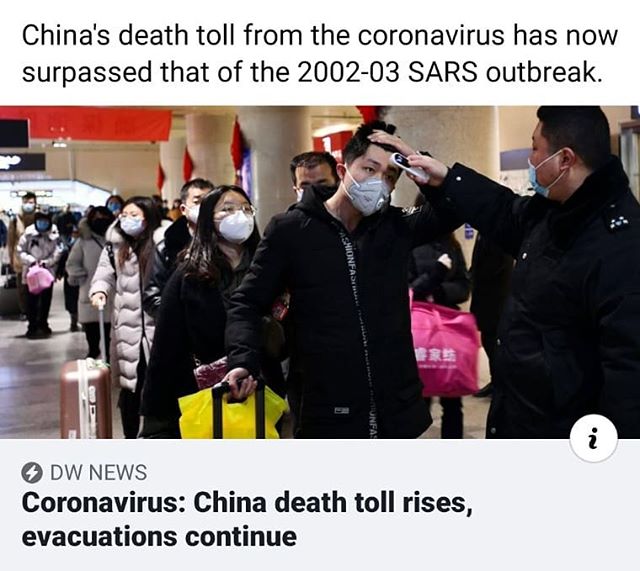 China's death toll from the coronavirus has now
surpassed that of the 2002-03 SARS outbreak.
i
DW NEWS
Coronavirus: China death toll rises,
evacuations continue